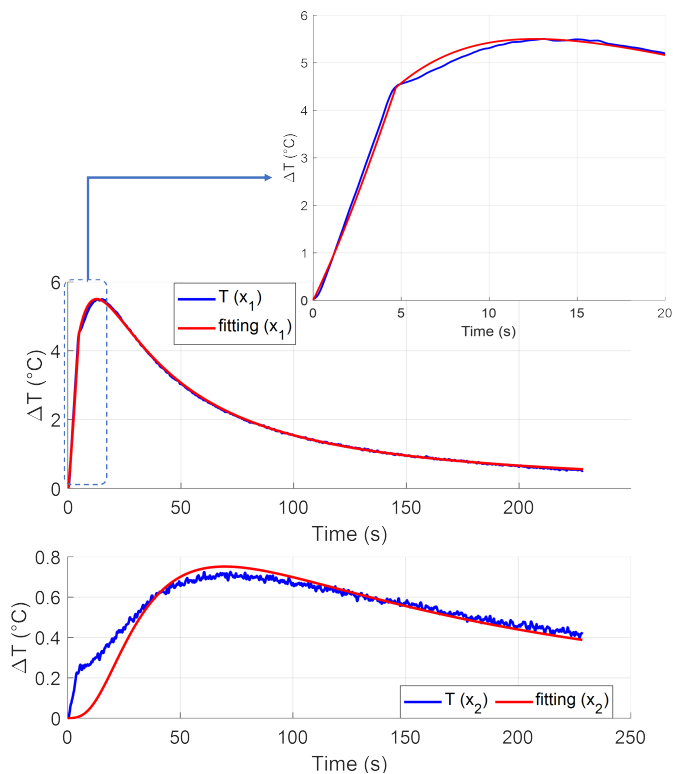 6
5
4
3
2
1
0
ΔT (°C)
0 5 10 15 20
Time (s)
6
4
2
0
ΔT (°C)
T (x1)
fitting (x1)
0 50 100 150 200
Time (s)
0.8
0.6
0.4
0.2
0
ΔT (°C)
T (x2) fitting (x2)
0 50 100 150 200 250
Time (s)